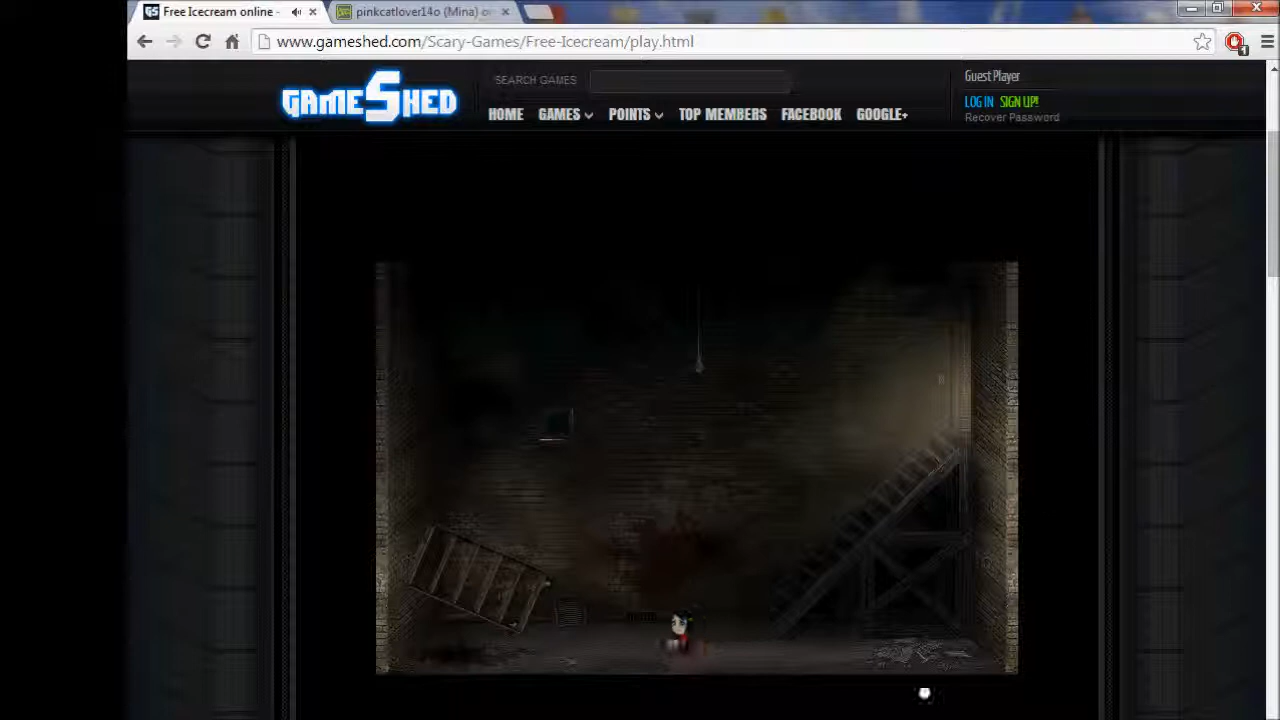 Free Icecream online -
pinkcatlover14o (Mina) o
www.gameshed.com/Scary-Games/Free-Icecream/play.html
1
GAMESHED
SEARCH GAMES
HOME GAMES POINTS TOP MEMBERS FACEBOOK GOOGLE+
Guest Player
LOG IN SIGN UP!
Recover Password